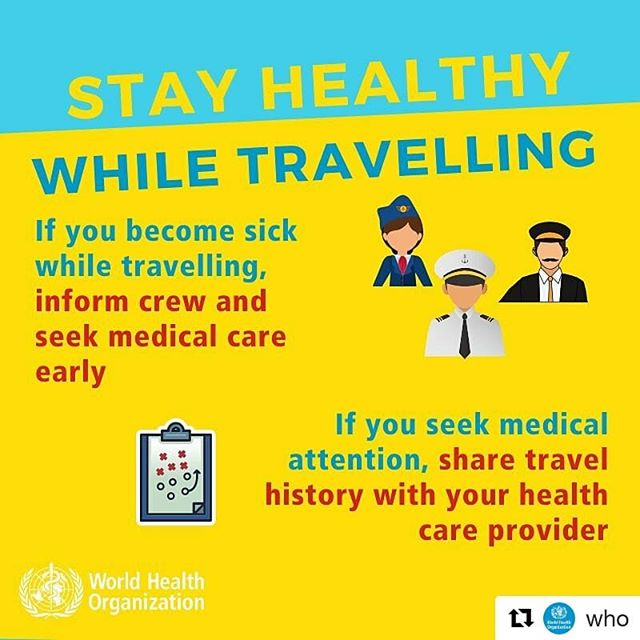 STAY HEALTHY
WHILE TRAVELLING
If you become sick
while travelling,
inform crew and
seek medical care
early
If you seek medical
attention, share travel
history with your health
care provider
World Health
Organization
who